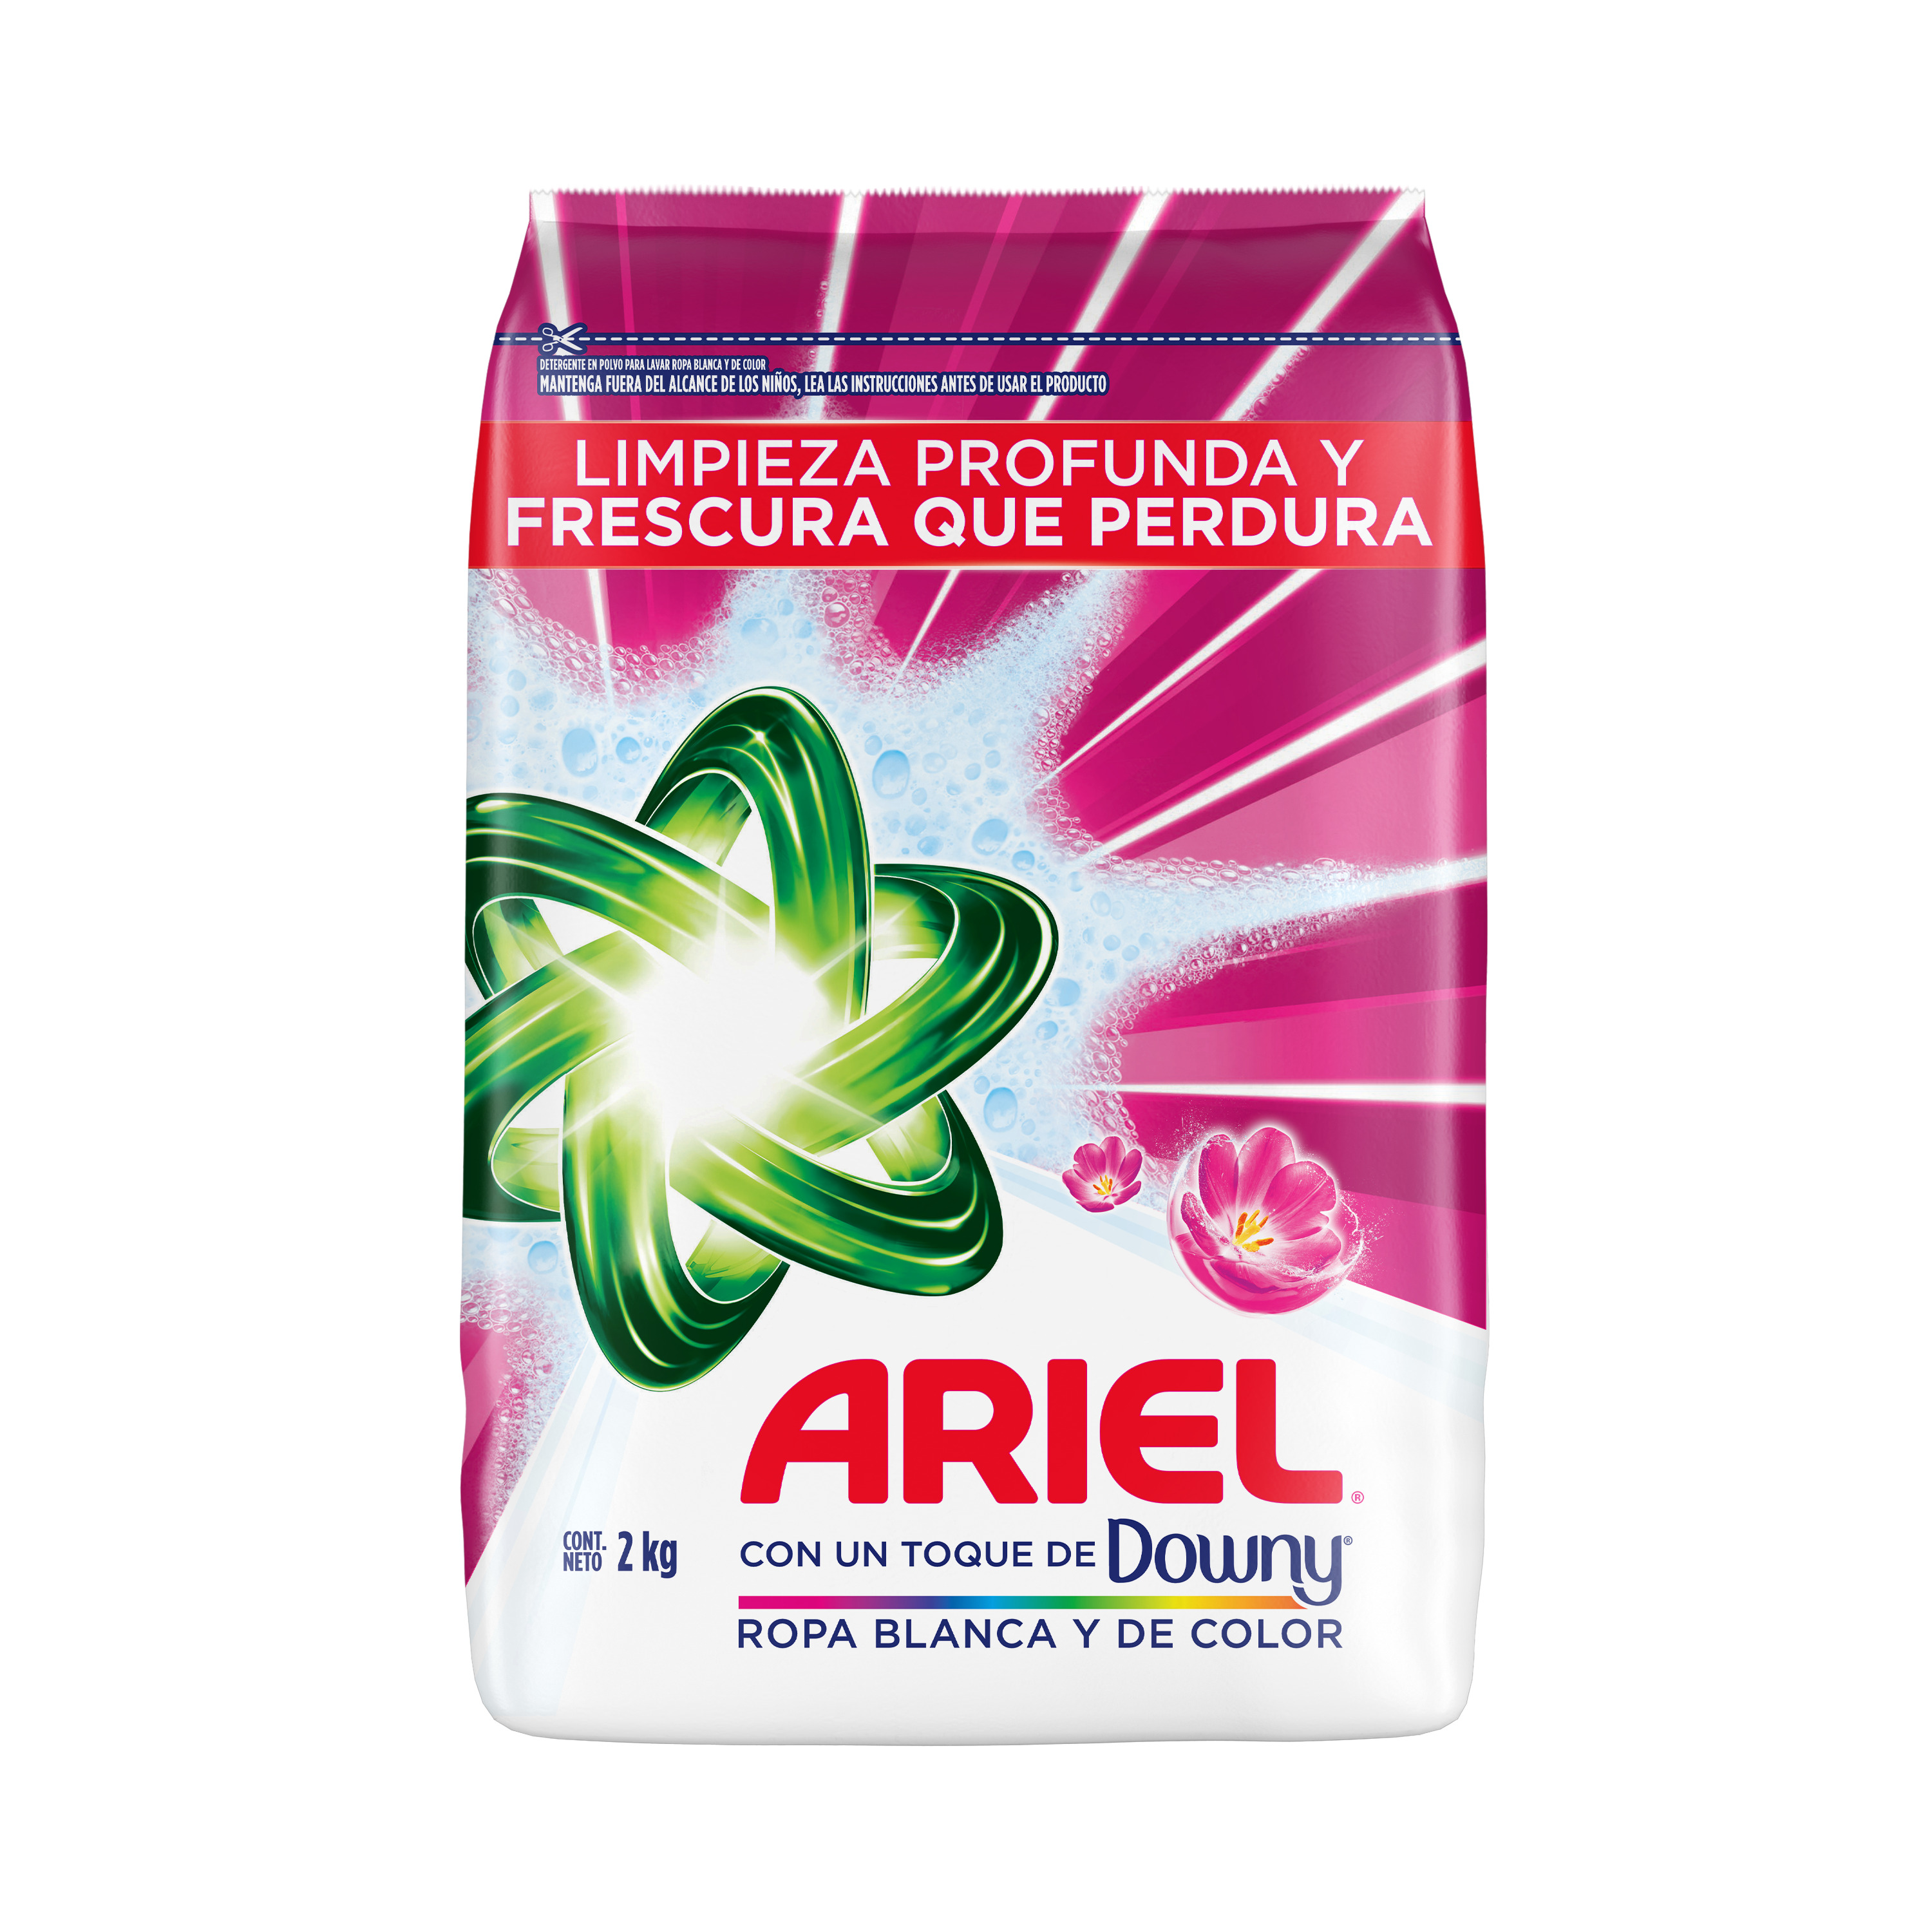 DETERGENTE EN POLVO PARA LAVAR ROPA BLANCA Y DE COLOR
MANTENGA FUERA DEL ALCANCE DE LOS NIÑOS, LEA LAS INSTRUCCIONES ANTES DE USAR EL PRODUCTO
LIMPIEZA PROFUNDA Y
FRESCURA QUE PERDURA
ARIEL®
CONT. NETO 2 kg
CON UN TOQUE DE Downy®
ROPA BLANCA Y DE COLOR